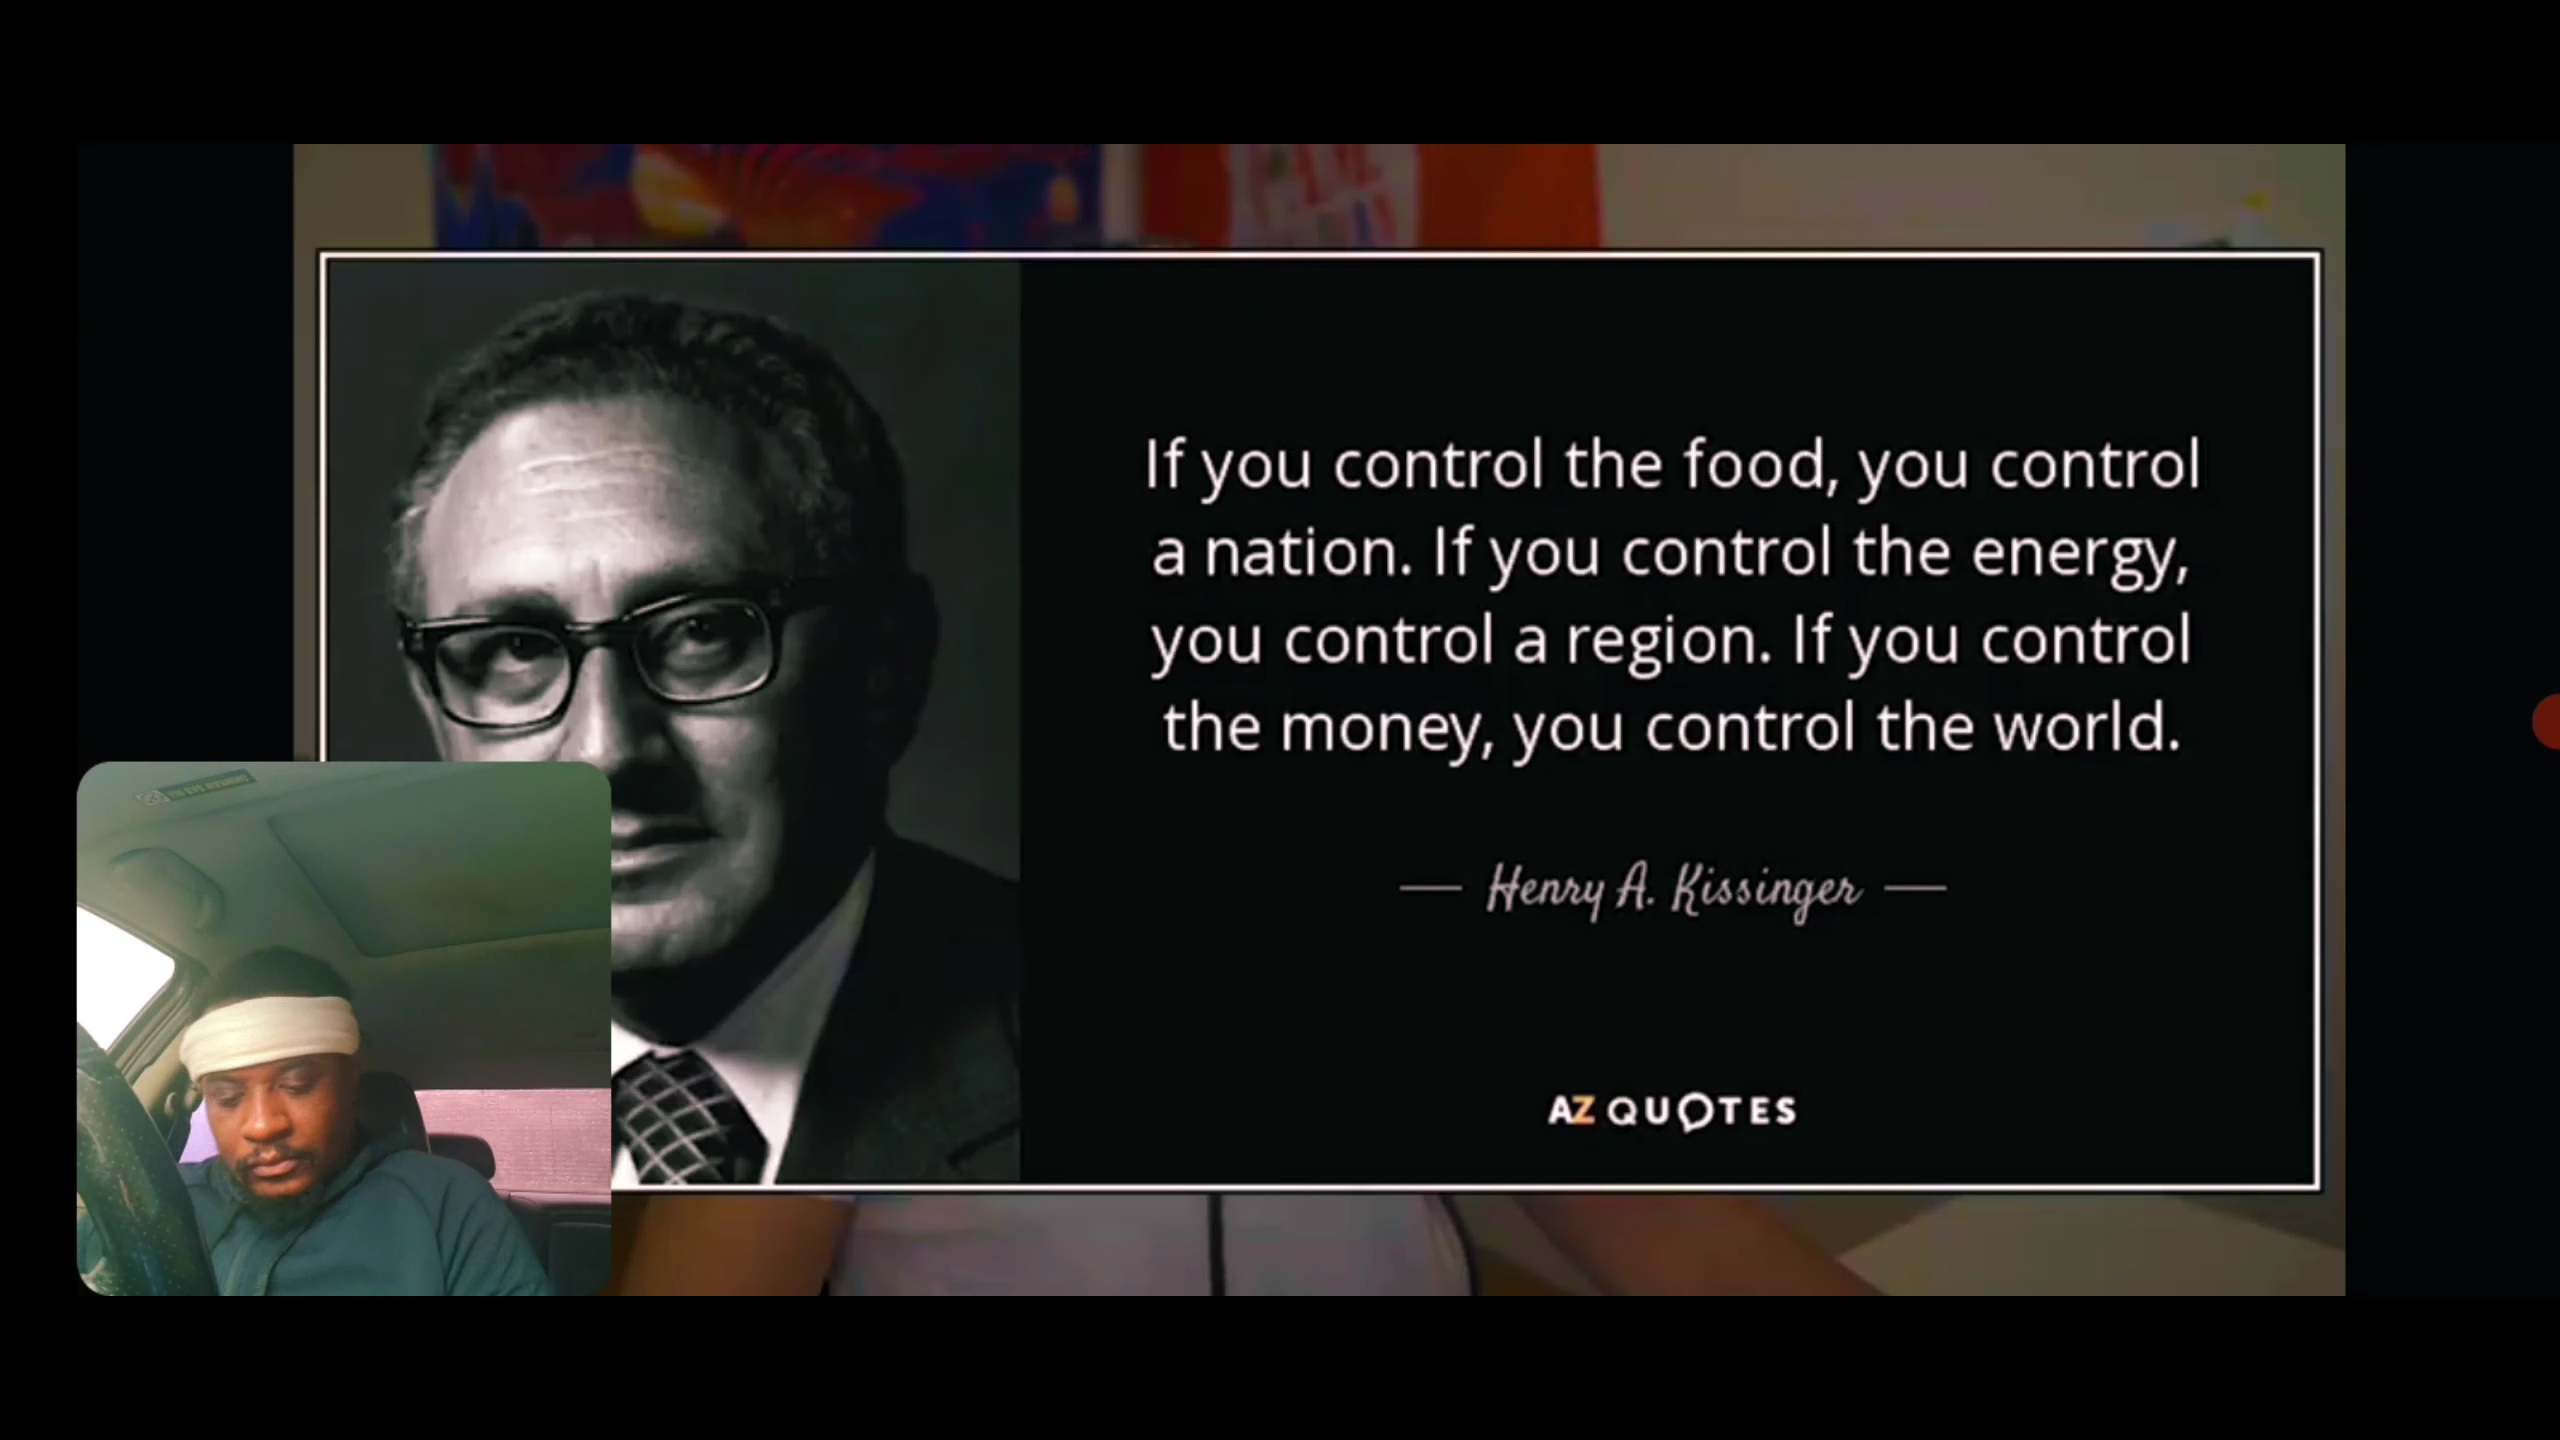 If you control the food, you control
a nation. If you control the energy,
you control a region. If you control
the money, you control the world.
— Henry A. Kissinger —
AZ QUOTES